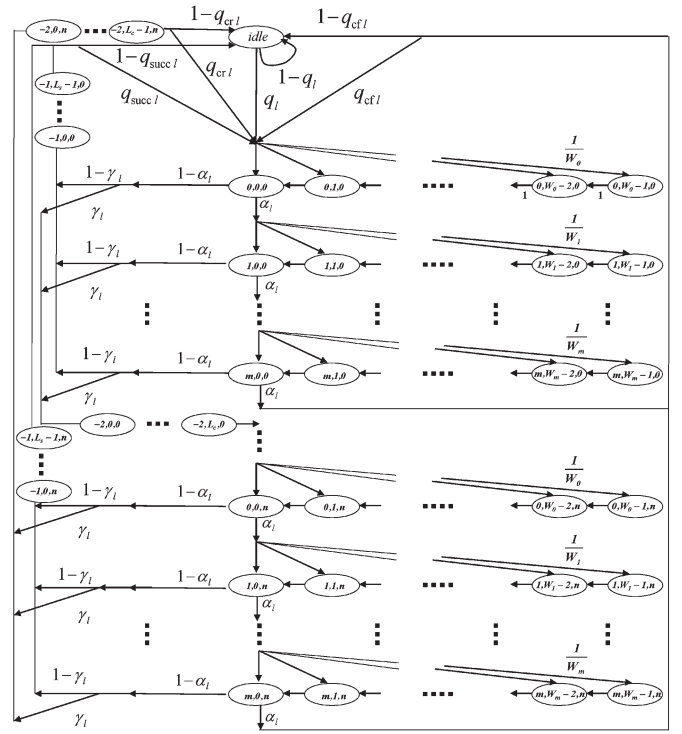 1-q_cr l
1-q_cf l
-2,0,n
-2,L_c-1,n
idle
1-q_succ l
1-q_l
-1,L_s-1,0
q_succ l
q_cr l
q_l
q_cf l
-1,0,0
1/W_0
1-γ_l 1-α_l 0,0,0 0,1,0 0,W_0-2,0 0,W_0-1,0
γ_l α_l 1 1
1/W_1
1-γ_l 1-α_l 1,0,0 1,1,0 1,W_1-2,0 1,W_1-1,0
γ_l α_l
1/W_m
1-γ_l 1-α_l m,0,0 m,1,0 m,W_m-2,0 m,W_m-1,0
γ_l α_l
-2,0,0 -2,L_c,0
-1,L_s-1,n
1/W_0
-1,0,n
1-γ_l 1-α_l 0,0,n 0,1,n 0,W_0-2,n 0,W_0-1,n
γ_l α_l
1/W_1
1-γ_l 1-α_l 1,0,n 1,1,n 1,W_1-2,n 1,W_1-1,n
γ_l α_l
1/W_m
1-γ_l 1-α_l m,0,n m,1,n m,W_m-2,n m,W_m-1,n
γ_l α_l